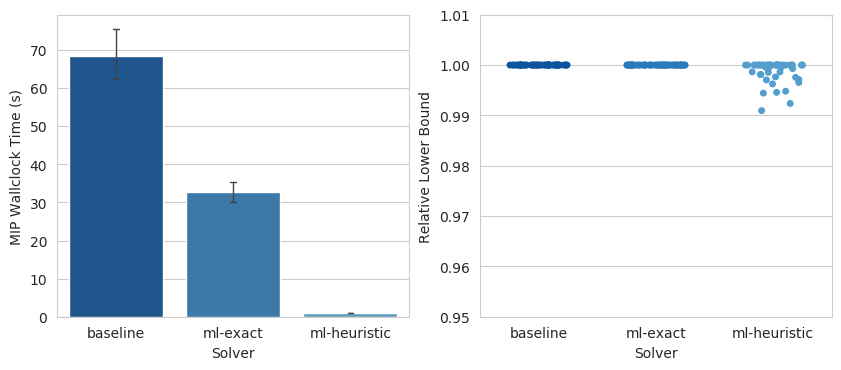 MIP Wallclock Time (s)
70
60
50
40
30
20
10
0
baseline
ml-exact
ml-heuristic
Solver
Relative Lower Bound
1.01
1.00
0.99
0.98
0.97
0.96
0.95
baseline
ml-exact
ml-heuristic
Solver